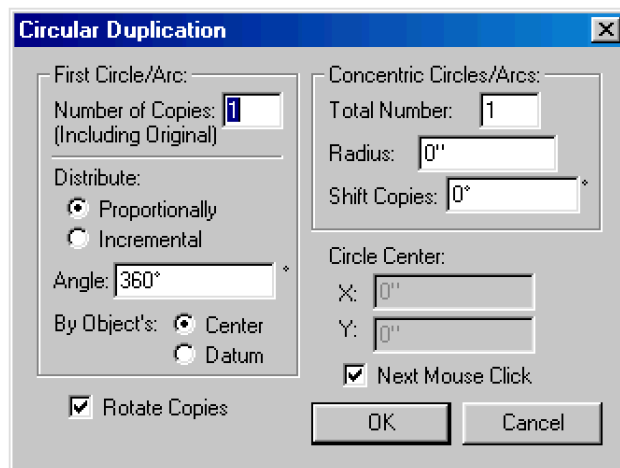 Circular Duplication
First Circle/Arc:
Number of Copies: 1
(Including Original)
Distribute:
Proportionally
Incremental
Angle: 360° °
By Object's: Center
Datum
Rotate Copies
Concentric Circles/Arcs:
Total Number: 1
Radius: 0"
Shift Copies: 0° °
Circle Center:
X: 0"
Y: 0"
Next Mouse Click
OK Cancel